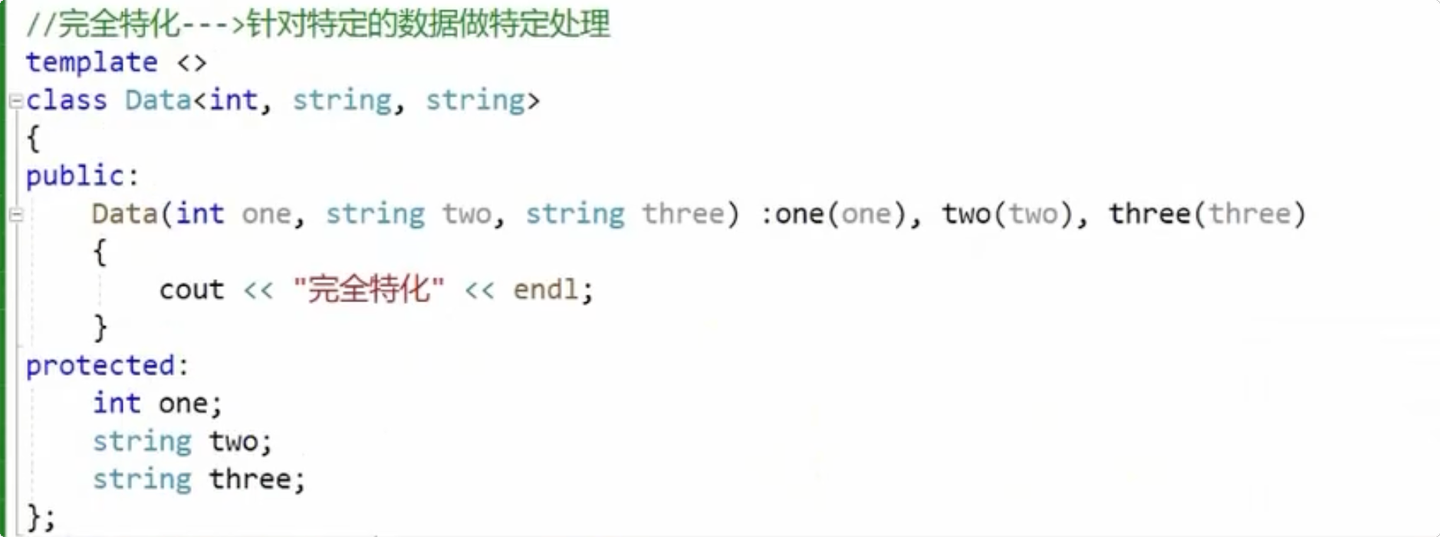 //完全特化--->针对特定的数据做特定处理
template <>
class Data<int, string, string>
{
public:
    Data(int one, string two, string three) :one(one), two(two), three(three)
    {
        cout << "完全特化" << endl;
    }
protected:
    int one;
    string two;
    string three;
};